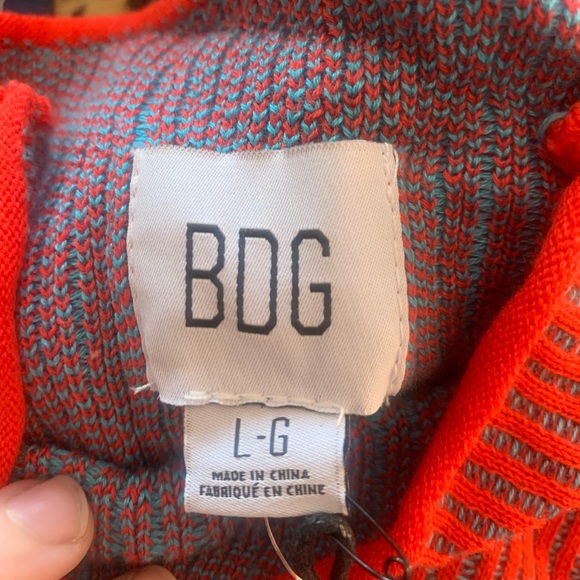 BDG
L-G
MADE IN CHINA
FABRIQUÉ EN CHINE